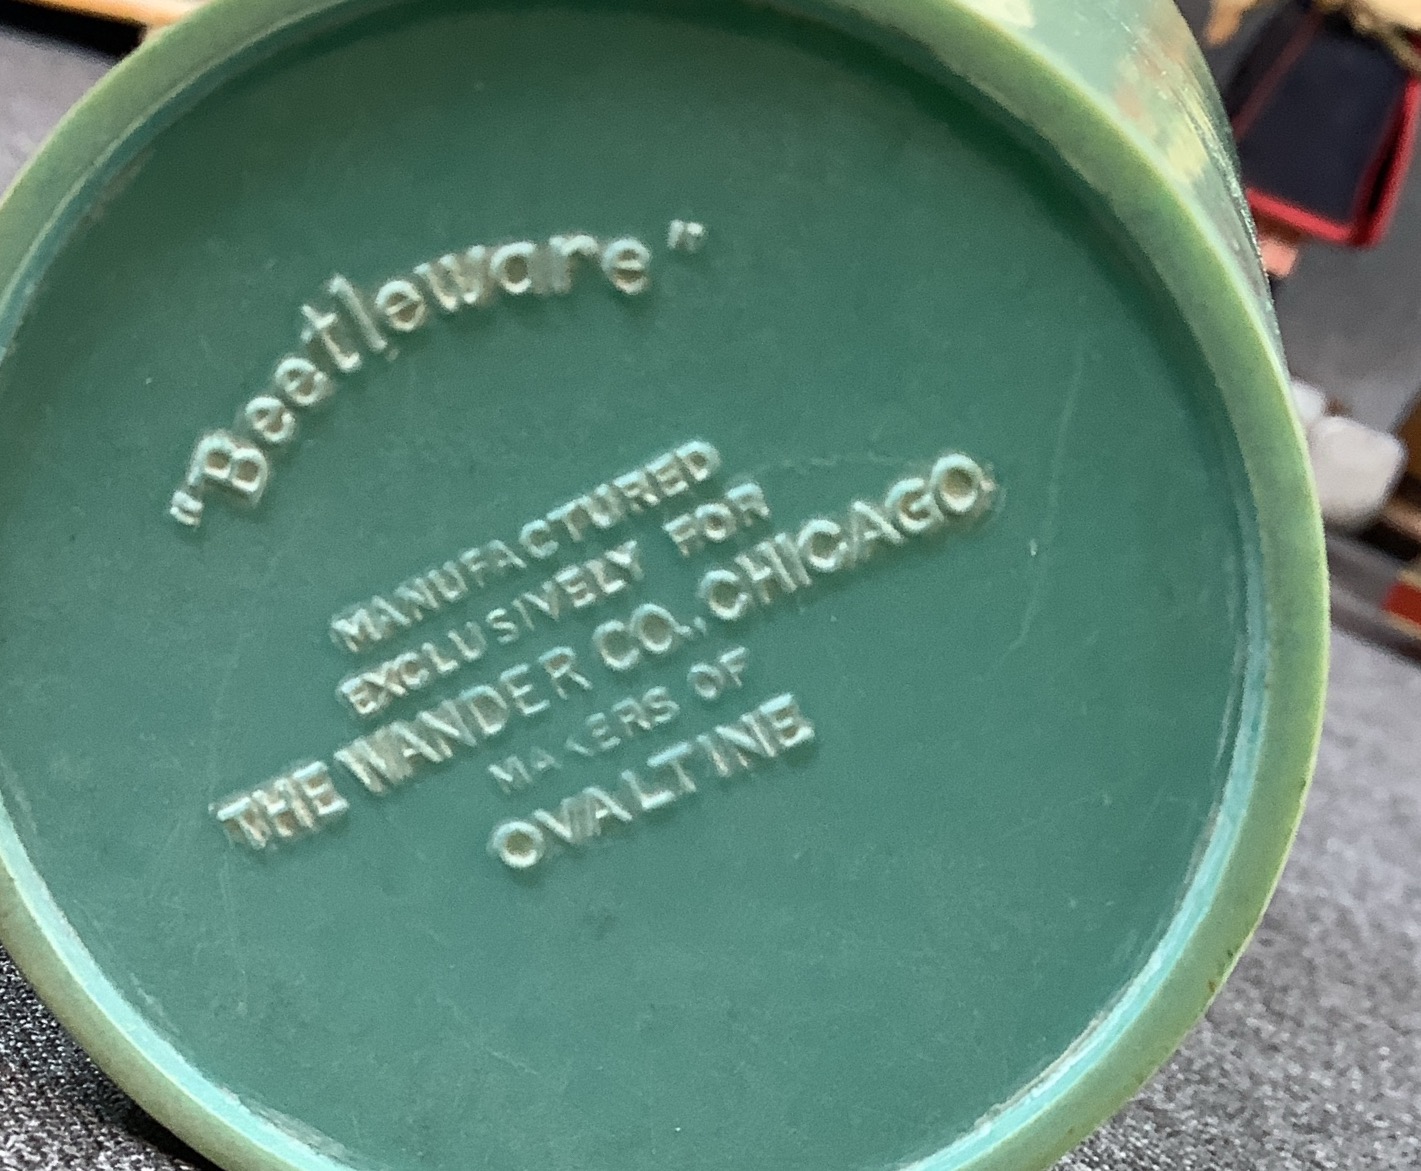 "Beetleware"
MANUFACTURED
EXCLUSIVELY FOR
THE WANDER CO. CHICAGO
MAKERS OF
OVALTINE